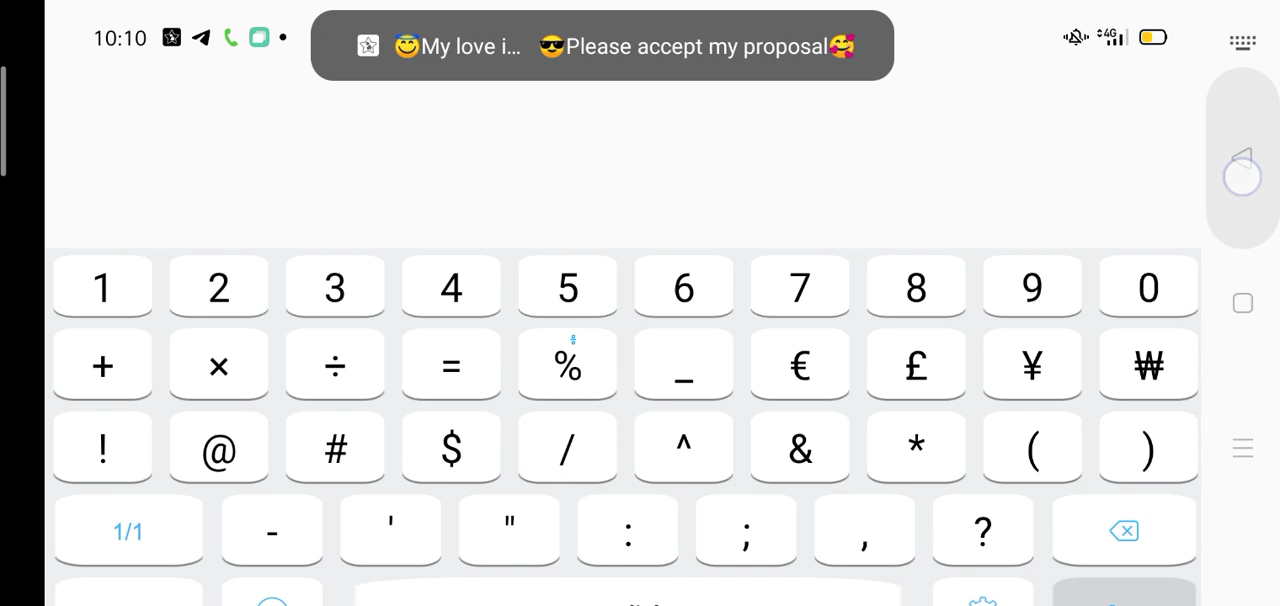 10:10
😇My love i... 😎Please accept my proposal🥰
4G
1 2 3 4 5 6 7 8 9 0
+ × ÷ = % _ € £ ¥ ₩
! @ # $ / ^ & * ( )
1/1 - ' " : ; , ?